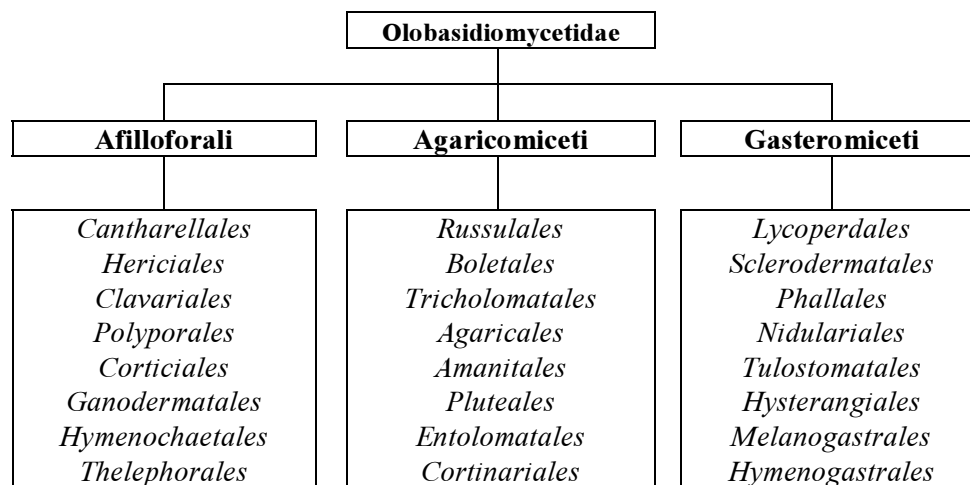 Olobasidiomycetidae
Afilloforali
Agaricomiceti
Gasteromiceti
Cantharellales
Hericiales
Clavariales
Polyporales
Corticiales
Ganodermatales
Hymenochaetales
Thelephorales
Russulales
Boletales
Tricholomatales
Agaricales
Amanitales
Pluteales
Entolomatales
Cortinariales
Lycoperdales
Sclerodermatales
Phallales
Nidulariales
Tulostomatales
Hysterangiales
Melanogastrales
Hymenogastrales